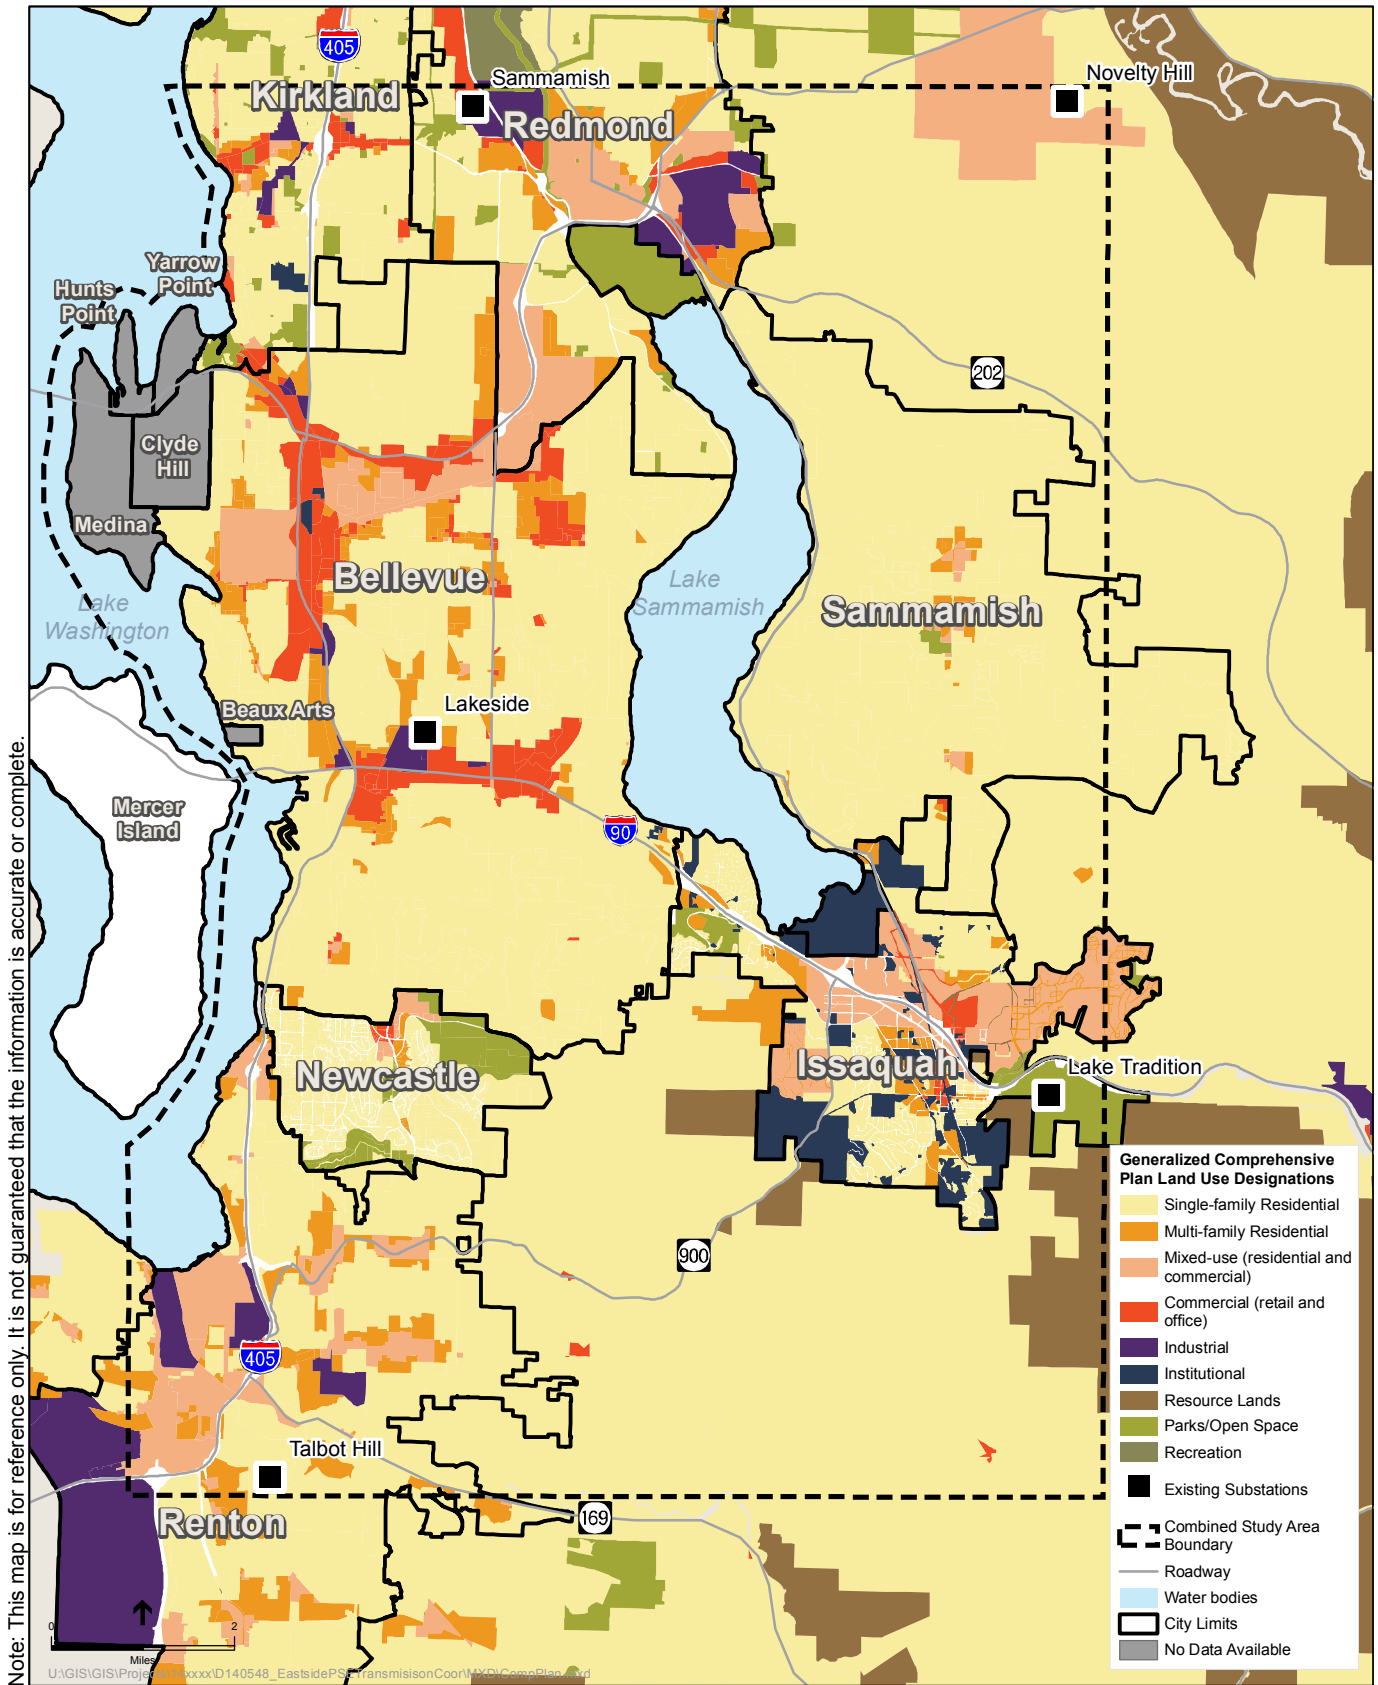 405
Kirkland
Sammamish
Novelty Hill
Redmond
Yarrow
Point
Hunts
Point
202
Clyde
Hill
Medina
Bellevue
Lake
Sammamish
Sammamish
Lake
Washington
Beaux Arts
Lakeside
Mercer
Island
90
Newcastle
Issaquah
Lake Tradition
900
405
Talbot Hill
Renton
169
Generalized Comprehensive
Plan Land Use Designations
Single-family Residential
Multi-family Residential
Mixed-use (residential and
commercial)
Commercial (retail and
office)
Industrial
Institutional
Resource Lands
Parks/Open Space
Recreation
Existing Substations
Combined Study Area
Boundary
Roadway
Water bodies
City Limits
No Data Available
0 2
Miles
Note: This map is for reference only. It is not guaranteed that the information is accurate or complete.